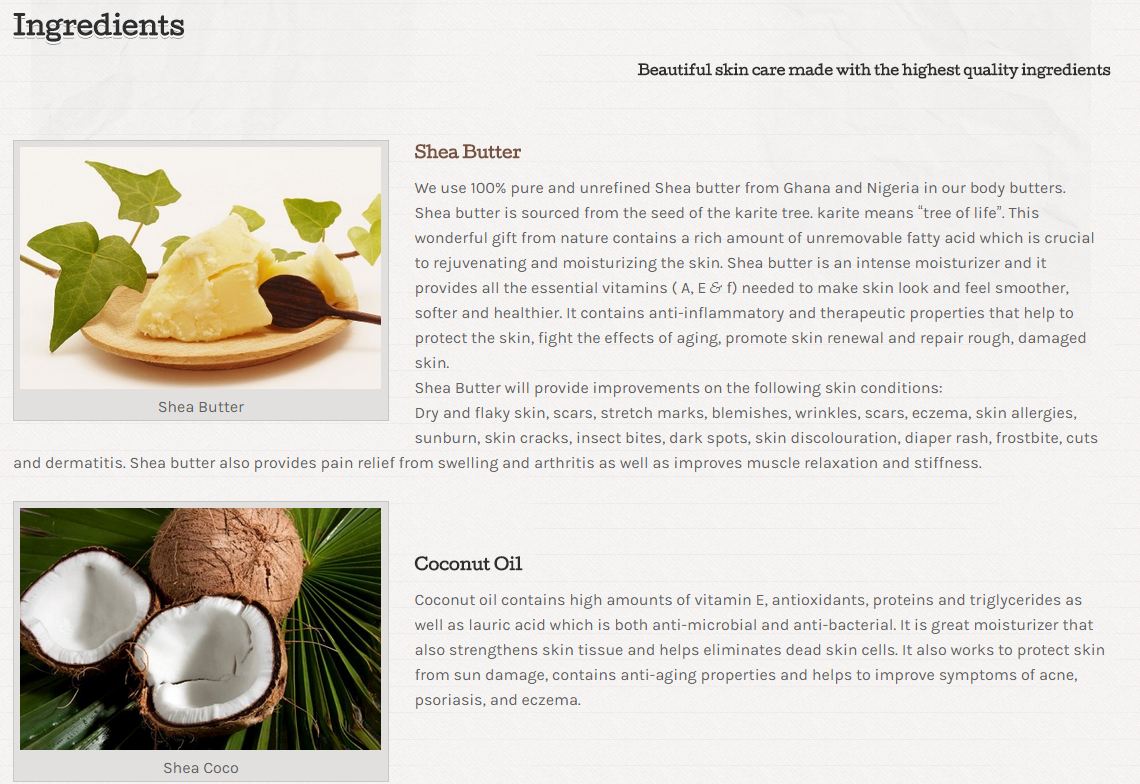 Ingredients
Beautiful skin care made with the highest quality ingredients
Shea Butter
We use 100% pure and unrefined Shea butter from Ghana and Nigeria in our body butters.
Shea butter is sourced from the seed of the karite tree. karite means “tree of life”. This
wonderful gift from nature contains a rich amount of unremovable fatty acid which is crucial
to rejuvenating and moisturizing the skin. Shea butter is an intense moisturizer and it
provides all the essential vitamins ( A, E & f) needed to make skin look and feel smoother,
softer and healthier. It contains anti-inflammatory and therapeutic properties that help to
protect the skin, fight the effects of aging, promote skin renewal and repair rough, damaged
skin.
Shea Butter
Shea Butter will provide improvements on the following skin conditions:
Dry and flaky skin, scars, stretch marks, blemishes, wrinkles, scars, eczema, skin allergies,
sunburn, skin cracks, insect bites, dark spots, skin discolouration, diaper rash, frostbite, cuts
and dermatitis. Shea butter also provides pain relief from swelling and arthritis as well as improves muscle relaxation and stiffness.
Coconut Oil
Coconut oil contains high amounts of vitamin E, antioxidants, proteins and triglycerides as
well as lauric acid which is both anti-microbial and anti-bacterial. It is great moisturizer that
also strengthens skin tissue and helps eliminates dead skin cells. It also works to protect skin
from sun damage, contains anti-aging properties and helps to improve symptoms of acne,
psoriasis, and eczema.
Shea Coco